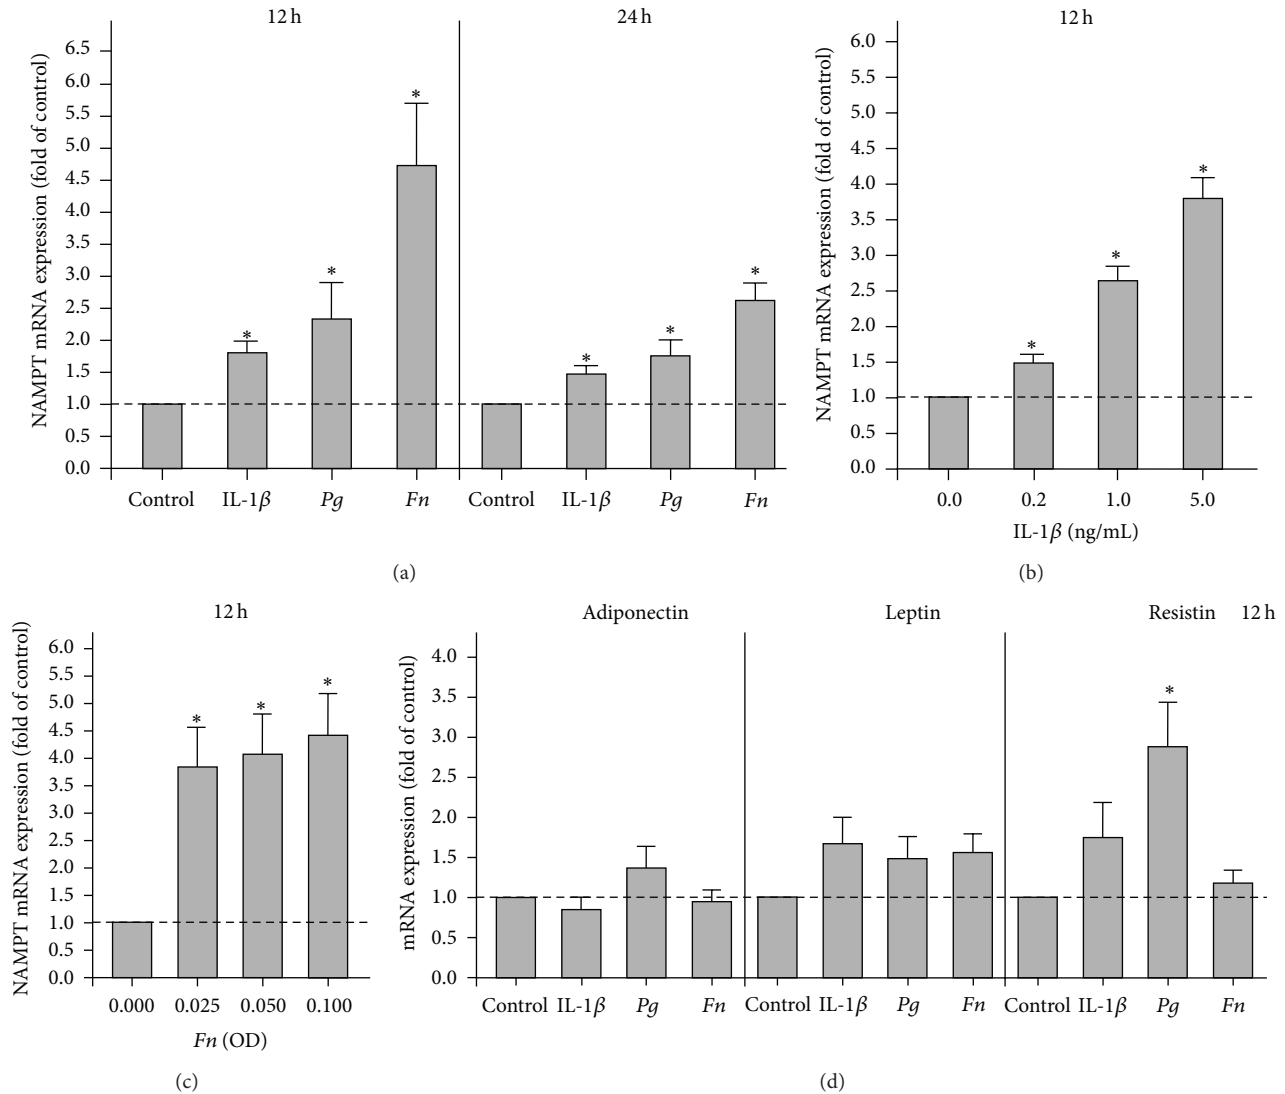 12 h
24 h
NAMPT mRNA expression (fold of control)
6.5
6.0
5.5
5.0
4.5
4.0
3.5
3.0
2.5
2.0
1.5
1.0
0.5
0.0
* * * * * *
Control IL-1β Pg Fn Control IL-1β Pg Fn
(a)
12 h
NAMPT mRNA expression (fold of control)
6.0
5.5
5.0
4.5
4.0
3.5
3.0
2.5
2.0
1.5
1.0
0.5
0.0
* * *
0.0 0.2 1.0 5.0
IL-1β (ng/mL)
(b)
12 h
NAMPT mRNA expression (fold of control)
6.0
5.5
5.0
4.5
4.0
3.5
3.0
2.5
2.0
1.5
1.0
0.5
0.0
* * *
0.000 0.025 0.050 0.100
Fn (OD)
(c)
Adiponectin Leptin Resistin 12 h
mRNA expression (fold of control)
4.0
3.5
3.0
2.5
2.0
1.5
1.0
0.5
0.0
*
Control IL-1β Pg Fn Control IL-1β Pg Fn Control IL-1β Pg Fn
(d)